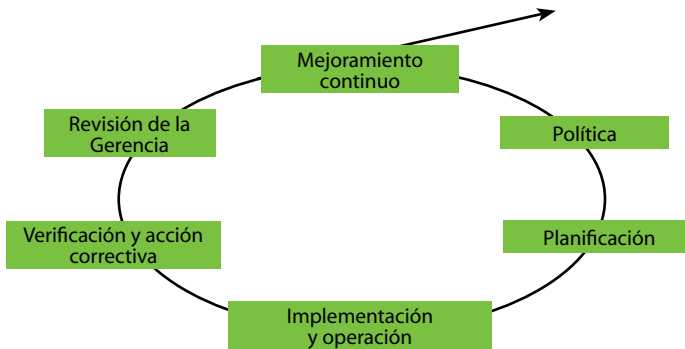 Mejoramiento
continuo
Revisión de la
Gerencia
Política
Verificación y acción
correctiva
Planificación
Implementación
y operación